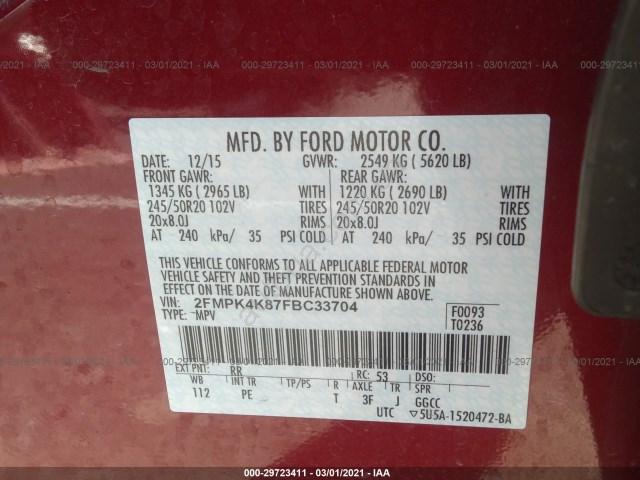 000-29723411 - 03/01/2021 - IAA
000-29723411 - 03/01/2021 - IAA
000-29723411 - 03/01/2021 - IAA
MFD. BY FORD MOTOR CO.
DATE: 12/15 GVWR: 2549 KG ( 5620 LB)
FRONT GAWR: REAR GAWR:
1345 KG ( 2965 LB) WITH 1220 KG ( 2690 LB) WITH
245/50R20 102V TIRES 245/50R20 102V TIRES
20x8.0J RIMS 20x8.0J RIMS
AT 240 kPa/ 35 PSI COLD AT 240 kPa/ 35 PSI COLD
THIS VEHICLE CONFORMS TO ALL APPLICABLE FEDERAL MOTOR
VEHICLE SAFETY AND THEFT PREVENTION STANDARDS IN
EFFECT ON THE DATE OF MANUFACTURE SHOWN ABOVE.
VIN: 2FMPK4K87FBC33704 F0093
TYPE: MPV T0236
EXT PNT: RR RC: 53 DSO:
WB INT TR TP/PS R AXLE TR SPR
112 PE T 3F J GGCC
UTC 5U5A-1520472-BA
000-29723411 - 03/01/2021 - IAA